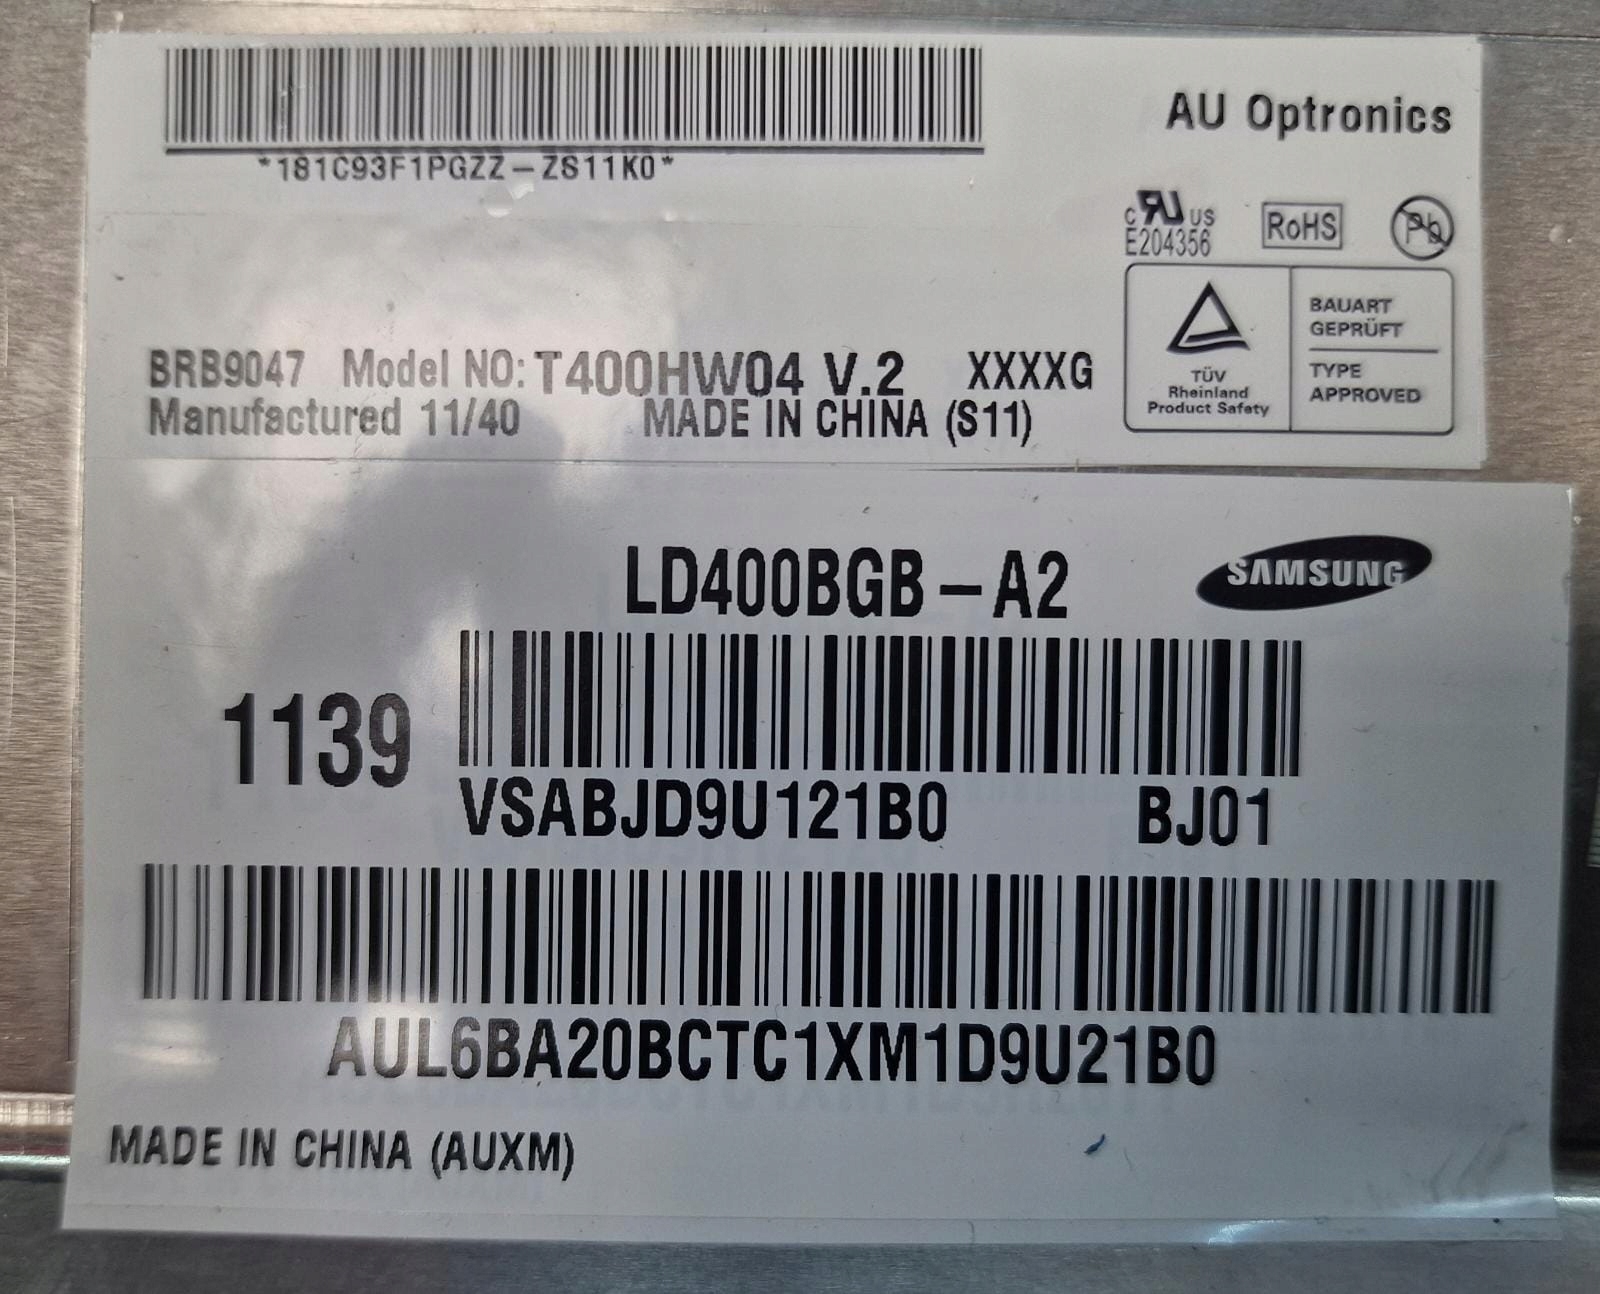 AU Optronics
*181C93F1PGZZ-ZS11K0*
C RU US
E204356
RoHS
Pb
BAUART
GEPRÜFT
TÜV
Rheinland
Product Safety
TYPE
APPROVED
BRB9047 Model NO: T400HW04 V.2 XXXXG
Manufactured 11/40 MADE IN CHINA (S11)
LD400BGB-A2
SAMSUNG
1139
VSABJD9U121B0 BJ01
AUL6BA20BCTC1XM1D9U21B0
MADE IN CHINA (AUXM)